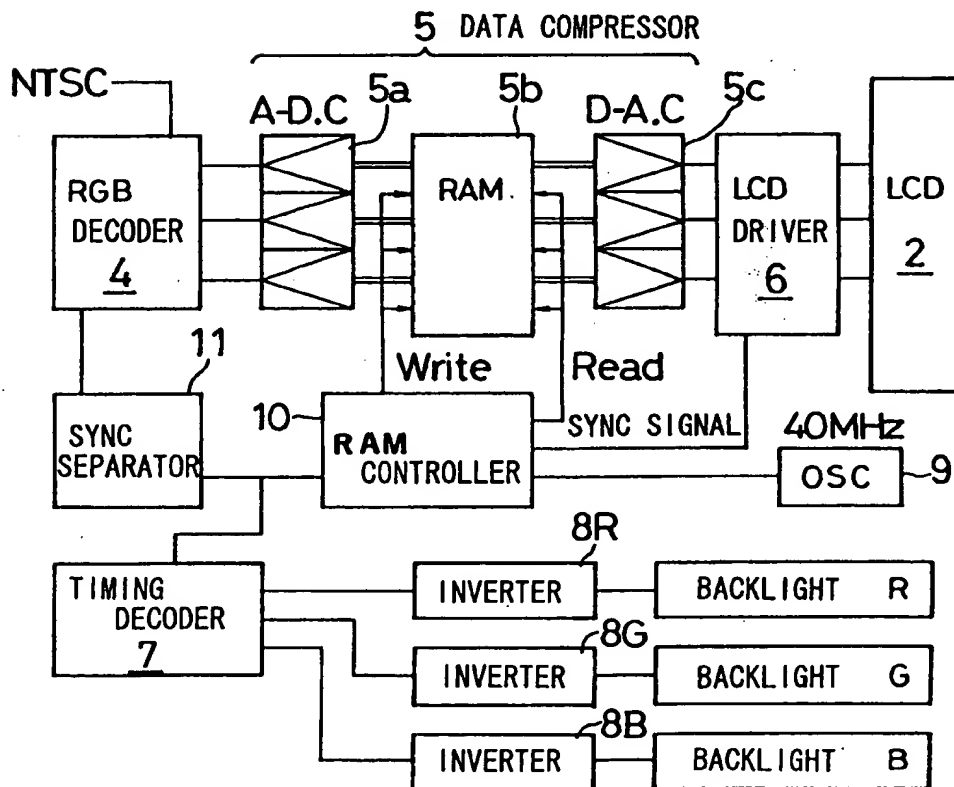 5 DATA COMPRESSOR
NTSC
A-D.C
5a
5b
D-A.C
5c
RGB
DECODER
4
RAM.
LCD
DRIVER
6
LCD
2
11
Write
Read
10
SYNC
SEPARATOR
RAM
CONTROLLER
SYNC SIGNAL
40MHz
OSC
9
TIMING
DECODER
7
8R
INVERTER
BACKLIGHT R
8G
INVERTER
BACKLIGHT G
8B
INVERTER
BACKLIGHT B